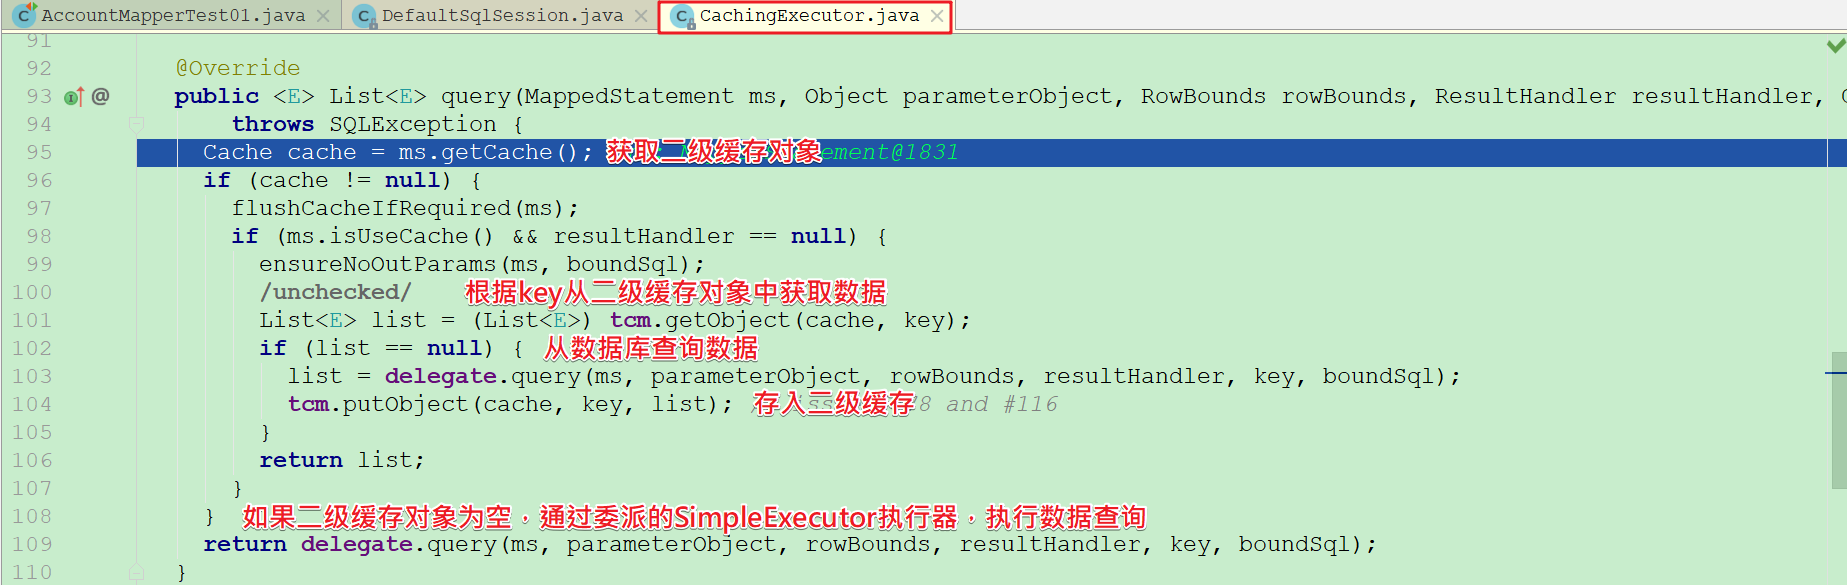 AccountMapperTest01.java DefaultSqlSession.java CachingExecutor.java
91
92 @Override
93 public <E> List<E> query(MappedStatement ms, Object parameterObject, RowBounds rowBounds, ResultHandler resultHandler,
94 throws SQLException {
95 Cache cache = ms.getCache(); 获取二级缓存对象 ement@1831
96 if (cache != null) {
97 flushCacheIfRequired(ms);
98 if (ms.isUseCache() && resultHandler == null) {
99 ensureNoOutParams(ms, boundSql);
100 /unchecked/ 根据key从二级缓存对象中获取数据
101 List<E> list = (List<E>) tcm.getObject(cache, key);
102 if (list == null) { 从数据库查询数据
103 list = delegate.query(ms, parameterObject, rowBounds, resultHandler, key, boundSql);
104 tcm.putObject(cache, key, list); 存入二级缓存 8 and #116
105 }
106 return list;
107 }
108 } 如果二级缓存对象为空，通过委派的SimpleExecutor执行器，执行数据查询
109 return delegate.query(ms, parameterObject, rowBounds, resultHandler, key, boundSql);
110 }